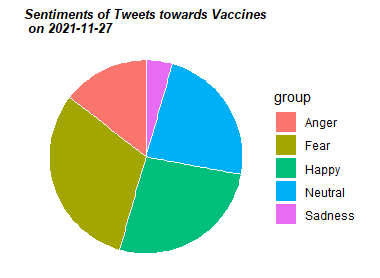 Sentiments of Tweets towards Vaccines
on 2021-11-27
group
Anger
Fear
Happy
Neutral
Sadness